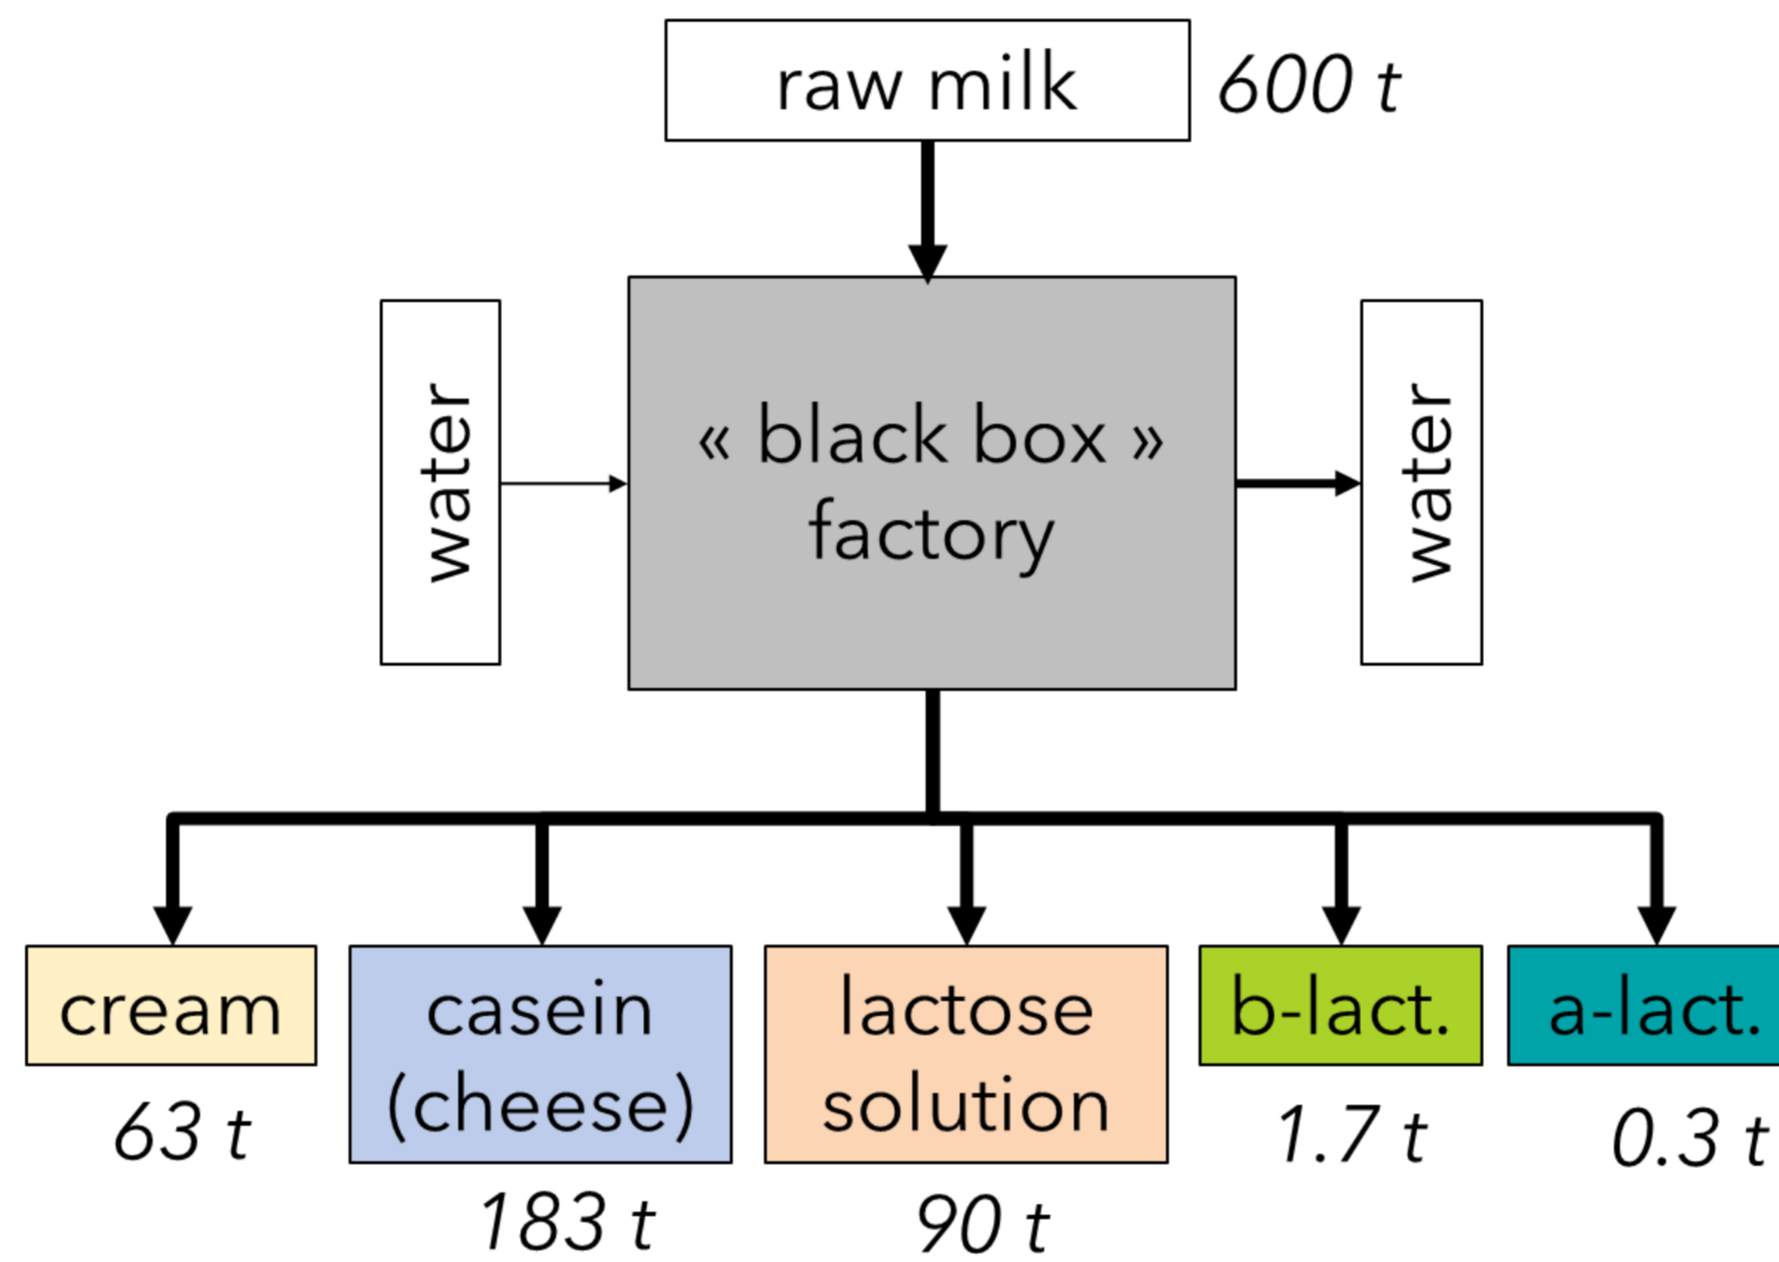 raw milk
600 t
water
« black box »
factory
water
cream
casein
(cheese)
lactose
solution
b-lact.
a-lact.
63 t
183 t
90 t
1.7 t
0.3 t